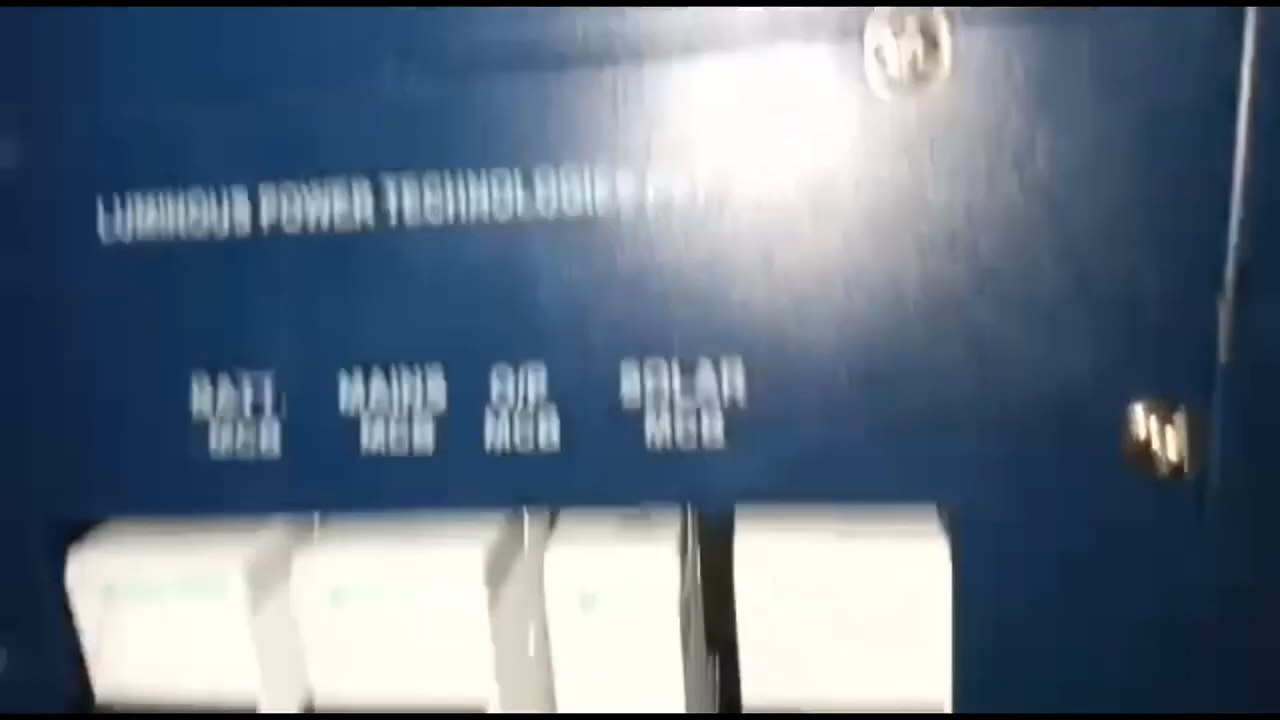 LUMINOUS POWER TECHNOLOGIES
BATT. MAINS O/P SOLAR
MCB MCB MCB MCB